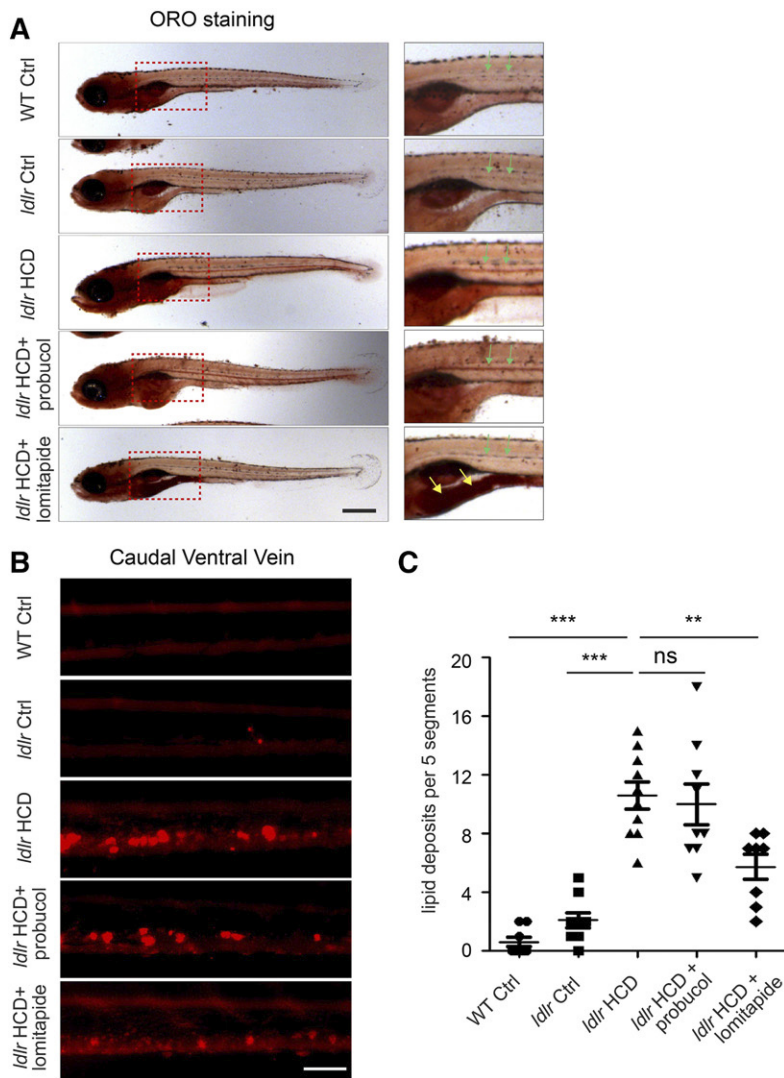 A
ORO staining
WT Ctrl
ldlr Ctrl
ldlr HCD
ldlr HCD+
probucol
ldlr HCD+
lomitapide
B
Caudal Ventral Vein
WT Ctrl
ldlr Ctrl
ldlr HCD
ldlr HCD+
probucol
ldlr HCD+
lomitapide
C
***
**
***
ns
lipid deposits per 5 segments
20
16
12
8
4
0
WT Ctrl
ldlr Ctrl
ldlr HCD
ldlr HCD +
probucol
ldlr HCD +
lomitapide